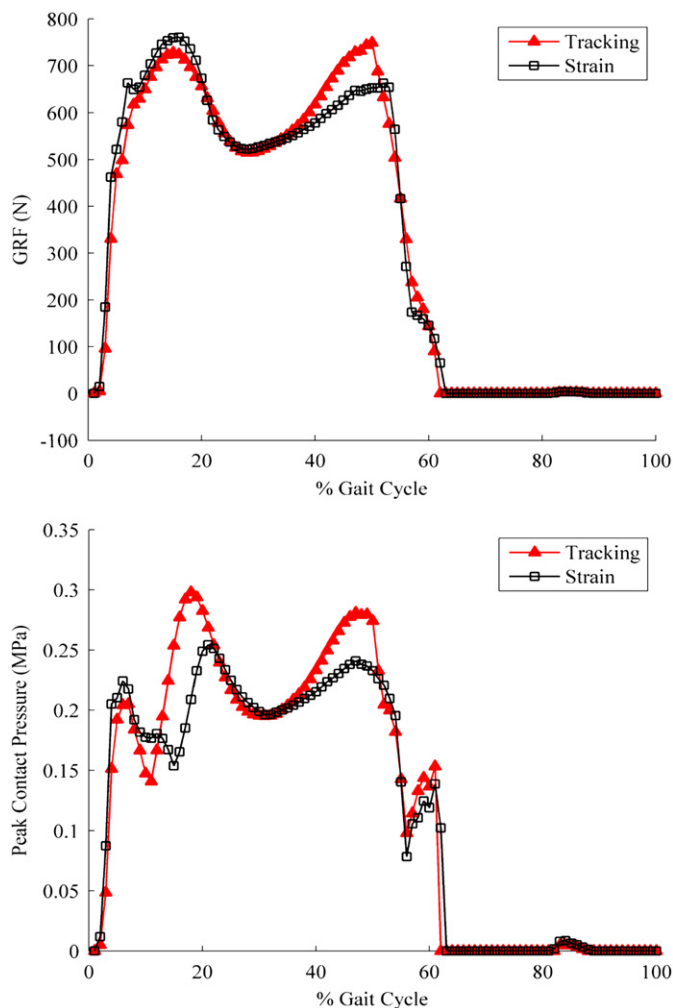 800
700
600
500
400
300
200
100
0
-100
GRF (N)
Tracking
Strain
0 20 40 60 80 100
% Gait Cycle
0.35
0.3
0.25
0.2
0.15
0.1
0.05
0
Peak Contact Pressure (MPa)
Tracking
Strain
0 20 40 60 80 100
% Gait Cycle